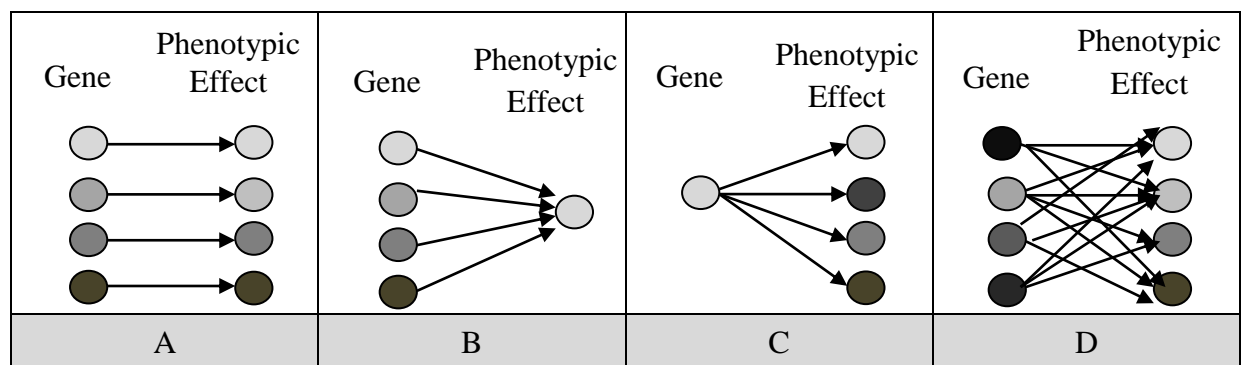 Gene
Phenotypic
Effect
Gene
Phenotypic
Effect
Gene
Phenotypic
Effect
Gene
Phenotypic
Effect
A
B
C
D